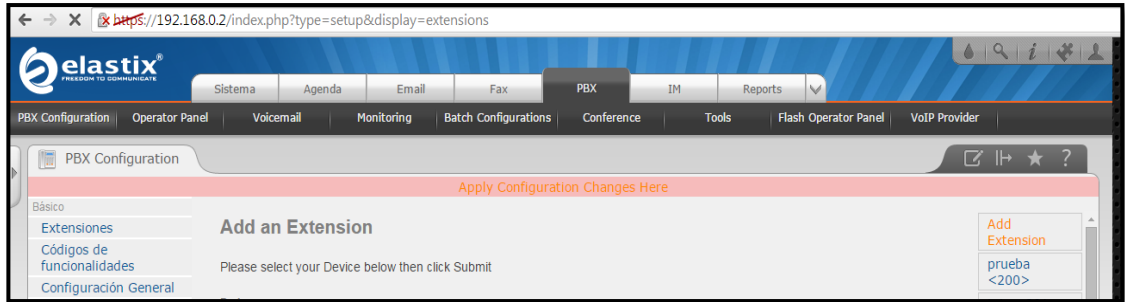 https://192.168.0.2/index.php?type=setup&display=extensions
elastix®
FREEDOM TO COMMUNICATE
Sistema Agenda Email Fax PBX IM Reports
PBX Configuration Operator Panel Voicemail Monitoring Batch Configurations Conference Tools Flash Operator Panel VoIP Provider
PBX Configuration
Apply Configuration Changes Here
Básico
Extensiones
Códigos de
funcionalidades
Configuración General
Add an Extension
Please select your Device below then click Submit
Add
Extension
prueba
<200>